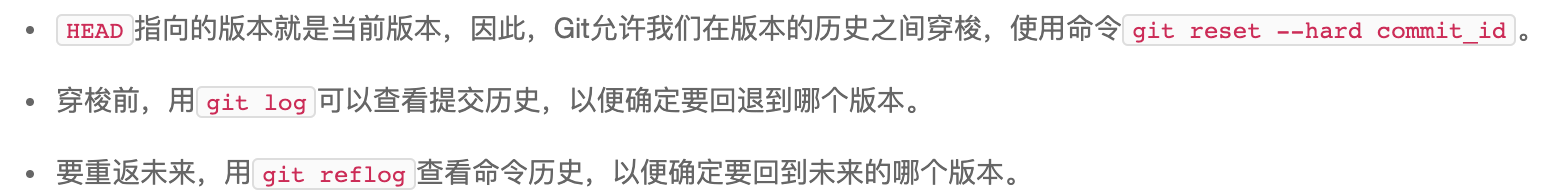 HEAD指向的版本就是当前版本，因此，Git允许我们在版本的历史之间穿梭，使用命令git reset --hard commit_id。
穿梭前，用git log可以查看提交历史，以便确定要回退到哪个版本。
要重返未来，用git reflog查看命令历史，以便确定要回到未来的哪个版本。